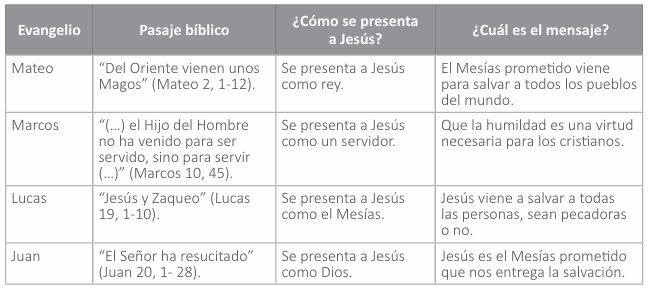 Evangelio
Pasaje bíblico
¿Cómo se presenta
a Jesús?
¿Cuál es el mensaje?
Mateo
“Del Oriente vienen unos
Magos” (Mateo 2, 1-12).
Se presenta a Jesús
como rey.
El Mesías prometido viene
para salvar a todos los pueblos
del mundo.
Marcos
“(...) el Hijo del Hombre
no ha venido para ser
servido, sino para servir
(...)” (Marcos 10, 45).
Se presenta a Jesús
como un servidor.
Que la humildad es una virtud
necesaria para los cristianos.
Lucas
“Jesús y Zaqueo” (Lucas
19, 1-10).
Se presenta a Jesús
como el Mesías.
Jesús viene a salvar a todas
las personas, sean pecadoras
o no.
Juan
“El Señor ha resucitado”
(Juan 20, 1- 28).
Se presenta a Jesús
como Dios.
Jesús es el Mesías prometido
que nos entrega la salvación.